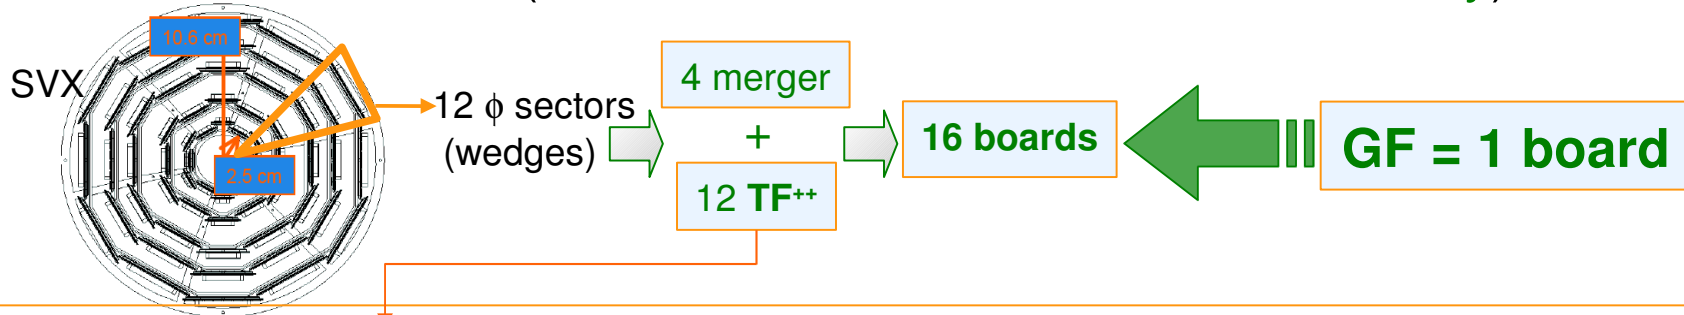 10.6 cm
SVX
2.5 cm
12 ϕ sectors
(wedges)
4 merger
+
12 TF++
16 boards
GF = 1 board